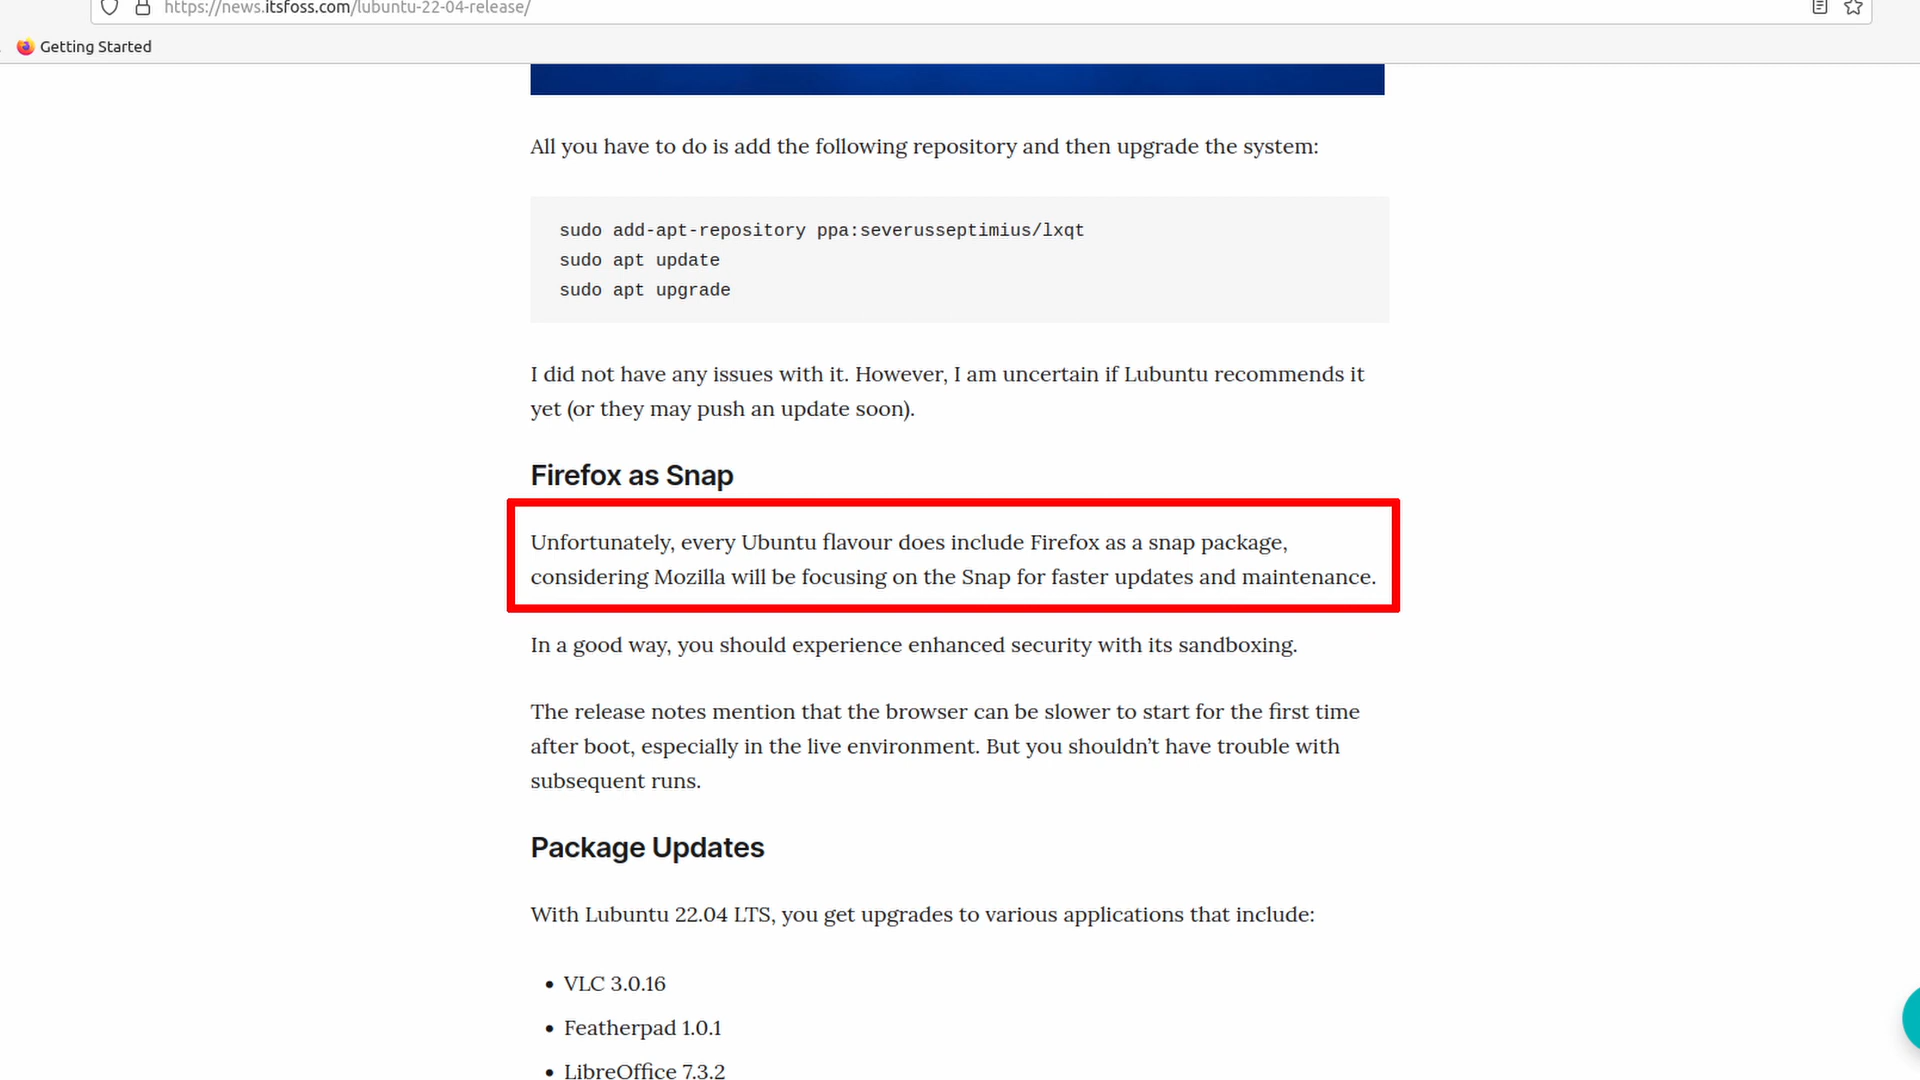 https://news.itsfoss.com/lubuntu-22-04-release/
Getting Started
All you have to do is add the following repository and then upgrade the system:
sudo add-apt-repository ppa:severusseptimius/lxqt
sudo apt update
sudo apt upgrade
I did not have any issues with it. However, I am uncertain if Lubuntu recommends it
yet (or they may push an update soon).
Firefox as Snap
Unfortunately, every Ubuntu flavour does include Firefox as a snap package,
considering Mozilla will be focusing on the Snap for faster updates and maintenance.
In a good way, you should experience enhanced security with its sandboxing.
The release notes mention that the browser can be slower to start for the first time
after boot, especially in the live environment. But you shouldn’t have trouble with
subsequent runs.
Package Updates
With Lubuntu 22.04 LTS, you get upgrades to various applications that include:
• VLC 3.0.16
• Featherpad 1.0.1
• LibreOffice 7.3.2